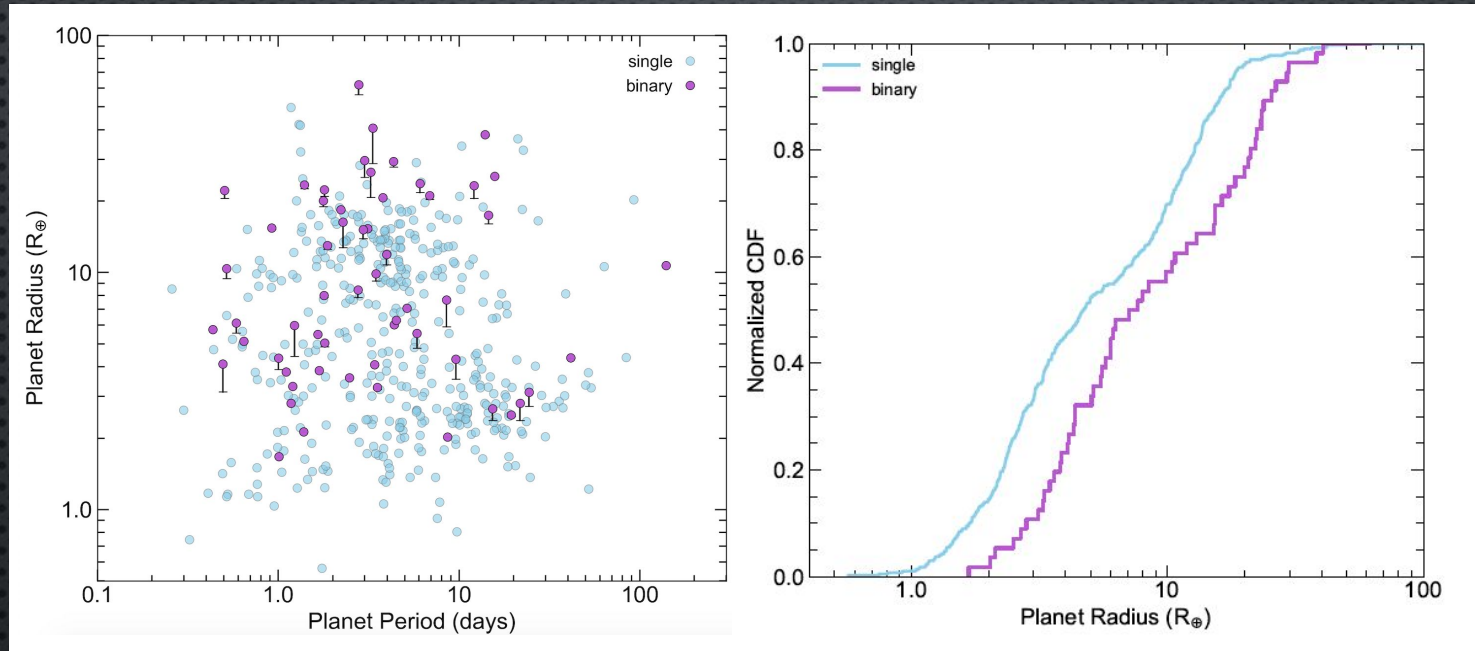 100
10
1.0
0.1
1.0
10
100
Planet Radius (R⊕)
Planet Period (days)
single
binary
1.0
0.8
0.6
0.4
0.2
0.0
1.0
10
100
Normalized CDF
Planet Radius (R⊕)
single
binary